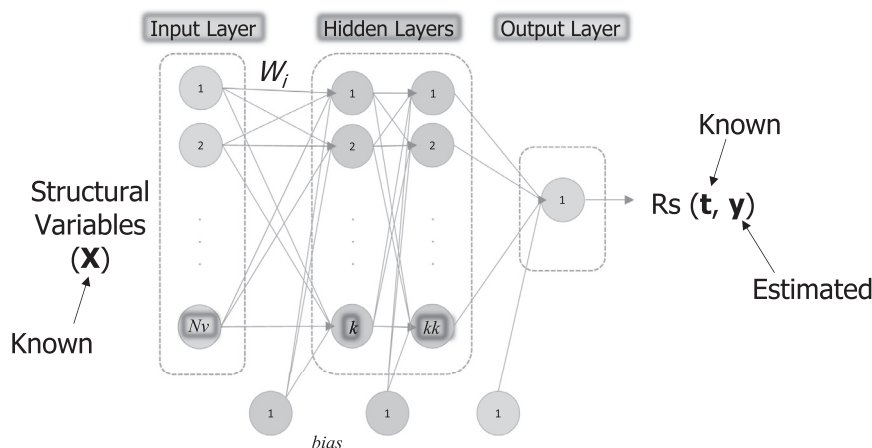 Input Layer
Hidden Layers
Output Layer
W_i
1
1
1
2
2
2
1
Known
Structural
Variables
(X)
Rs (t, y)
Estimated
Known
Nv
k
kk
1
1
1
bias